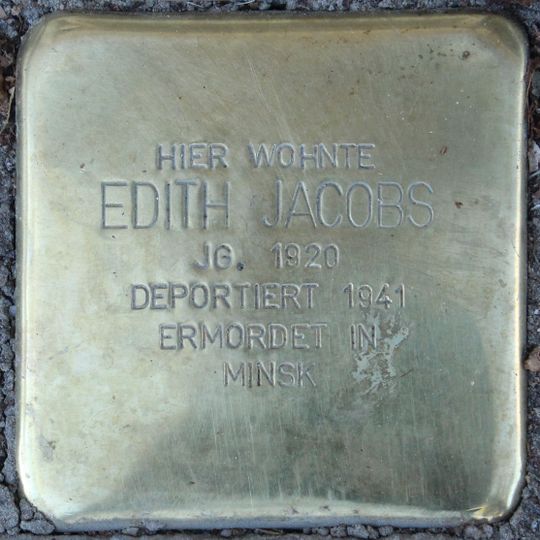 HIER WOHNTE
EDITH JACOBS
JG. 1920
DEPORTIERT 1941
ERMORDET IN
MINSK